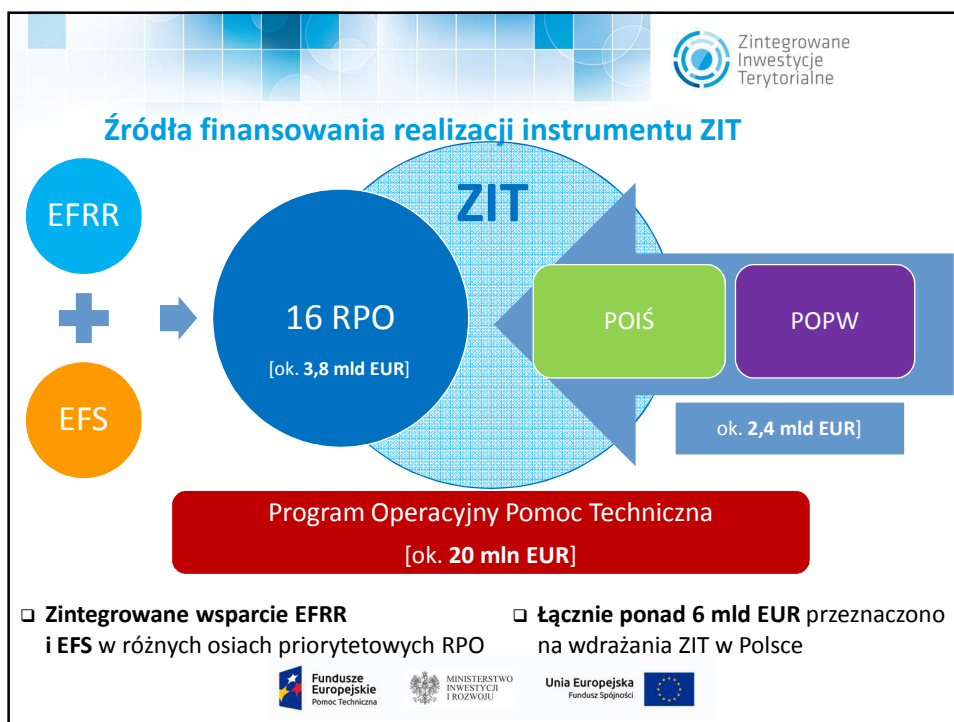 Zintegrowane
Inwestycje
Terytorialne
Źródła finansowania realizacji instrumentu ZIT
EFRR
EFS
ZIT
16 RPO
[ok. 3,8 mld EUR]
POIŚ
POPW
ok. 2,4 mld EUR]
Program Operacyjny Pomoc Techniczna
[ok. 20 mln EUR]
❑ Zintegrowane wsparcie EFRR
i EFS w różnych osiach priorytetowych RPO
❑ Łącznie ponad 6 mld EUR przeznaczono
na wdrażania ZIT w Polsce
Fundusze
Europejskie
Pomoc Techniczna
MINISTERSTWO
INWESTYCJI
I ROZWOJU
Unia Europejska
Fundusz Spójności